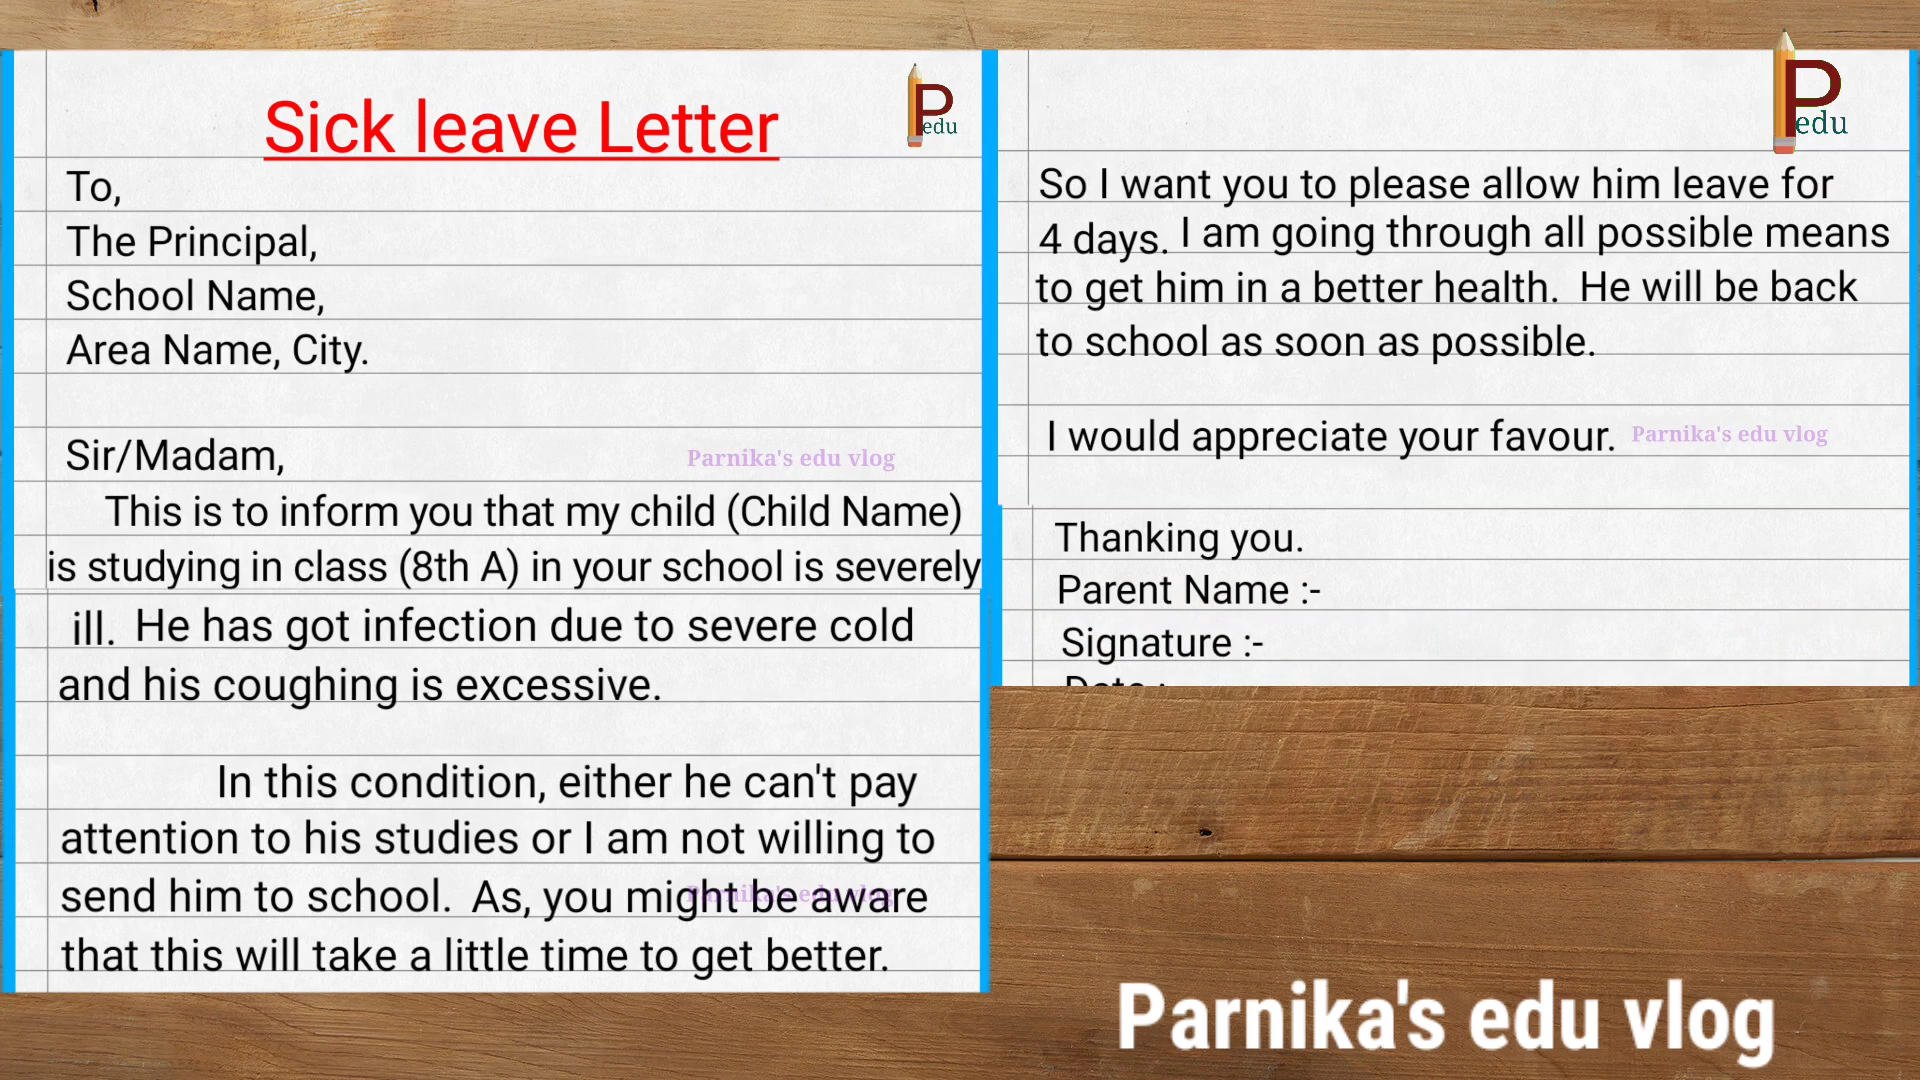 Sick leave Letter
P
edu
To,
The Principal,
School Name,
Area Name, City.
Sir/Madam,
Parnika's edu vlog
This is to inform you that my child (Child Name)
is studying in class (8th A) in your school is severely
ill. He has got infection due to severe cold
and his coughing is excessive.
In this condition, either he can't pay
attention to his studies or I am not willing to
send him to school. As, you might be aware
Parnika's edu vlog
that this will take a little time to get better.
P
edu
So I want you to please allow him leave for
4 days. I am going through all possible means
to get him in a better health. He will be back
to school as soon as possible.
I would appreciate your favour.
Parnika's edu vlog
Thanking you.
Parent Name :-
Signature :-
Parnika's edu vlog